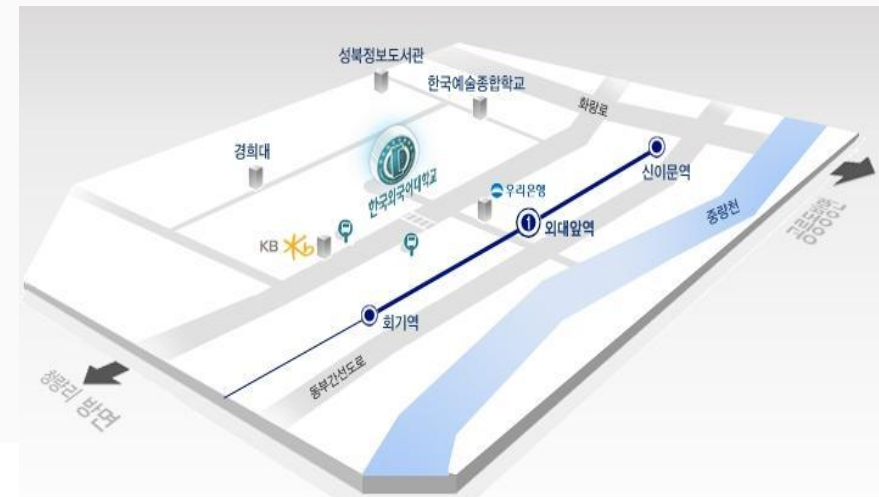 성북정보도서관
한국예술종합학교
화랑로
경희대
한국외국어대학교
신이문역
우리은행
중랑천
1
외대앞역
KB
회기역
동부간선도로
청량리 방면